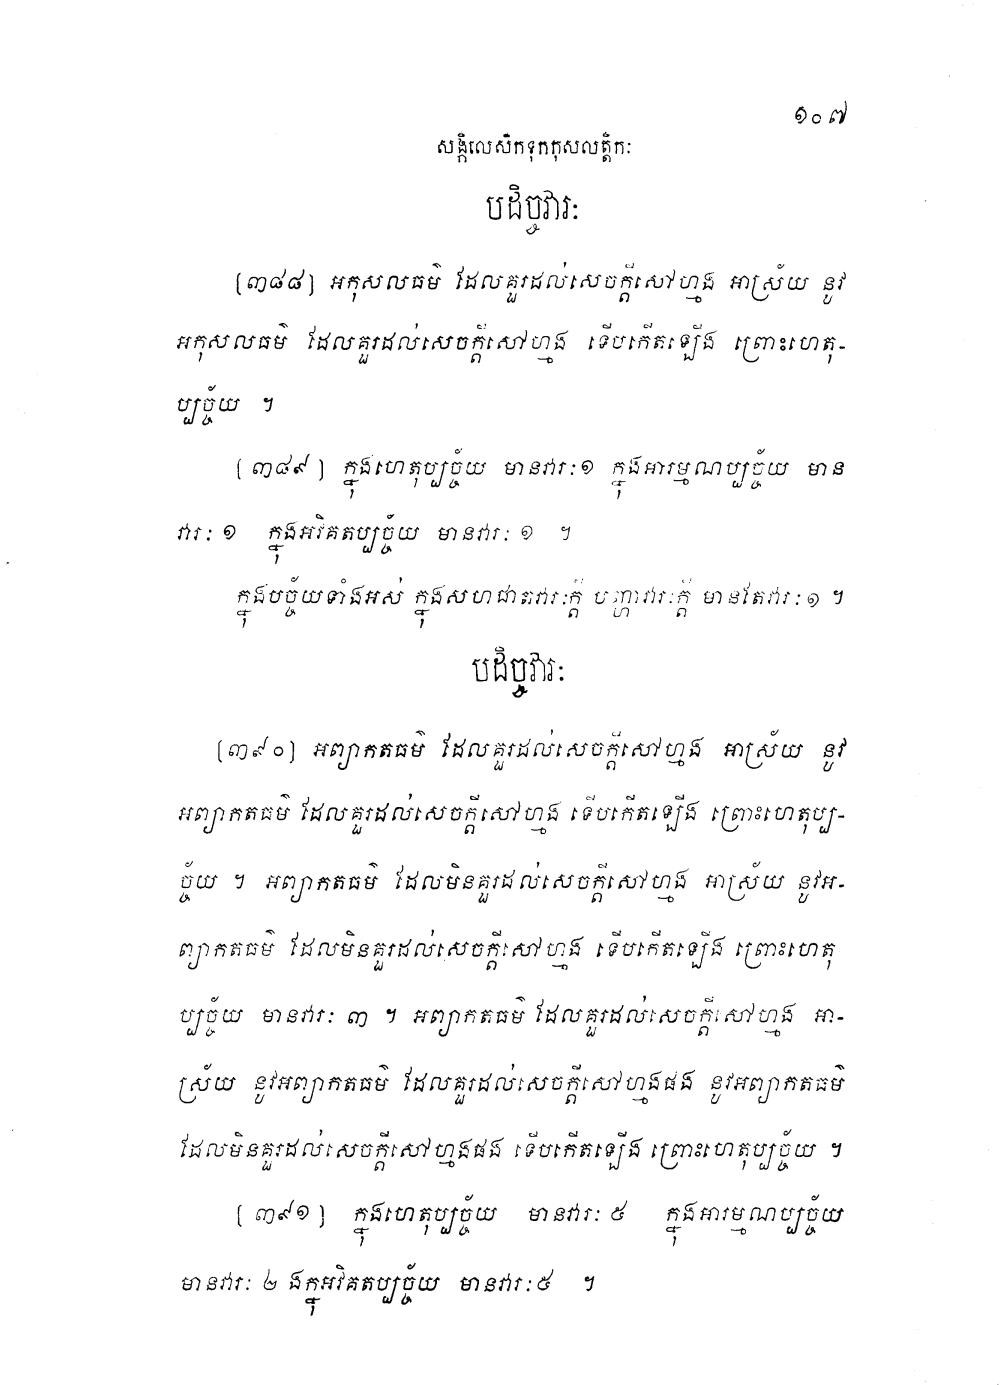 ១០៧
សង្កិលេសិកទុកកុសលត្តិកៈ
បដិច្ចវារៈ
[៣៨៨] អកុសលធម៌ ដែលគួរដល់សេចក្តីសៅហ្មង អាស្រ័យ នូវ
អកុសលធម៌ ដែលគួរដល់សេចក្តីសៅហ្មង ទើបកើតឡើង ព្រោះហេតុ-
ប្បច្ច័យ ។
[៣៨៩] ក្នុងហេតុប្បច្ច័យ មានវារៈ១ ក្នុងអារម្មណប្បច្ច័យ មាន
វារៈ ១ ក្នុងអវិគតប្បច្ច័យ មានវារៈ ១ ។
ក្នុងបច្ច័យទាំងអស់ ក្នុងសហជាតវារៈក្តី បញ្ហាវារៈក្តី មានតែវារៈ១ ។
បដិច្ចវារៈ
[៣៩០] អព្យាកតធម៌ ដែលគួរដល់សេចក្តីសៅហ្មង អាស្រ័យ នូវ
អព្យាកតធម៌ ដែលគួរដល់សេចក្តីសៅហ្មង ទើបកើតឡើង ព្រោះហេតុប្ប-
ច្ច័យ ។ អព្យាកតធម៌ ដែលមិនគួរដល់សេចក្តីសៅហ្មង អាស្រ័យ នូវអ-
ព្យាកតធម៌ ដែលមិនគួរដល់សេចក្តីសៅហ្មង ទើបកើតឡើង ព្រោះហេតុ
ប្បច្ច័យ មានវារៈ ៣ ។ អព្យាកតធម៌ ដែលគួរដល់សេចក្តីសៅហ្មង អា-
ស្រ័យ នូវអព្យាកតធម៌ ដែលគួរដល់សេចក្តីសៅហ្មងផង នូវអព្យាកតធម៌
ដែលមិនគួរដល់សេចក្តីសៅហ្មងផង ទើបកើតឡើង ព្រោះហេតុប្បច្ច័យ ។
[៣៩១] ក្នុងហេតុប្បច្ច័យ មានវារៈ ៥ ក្នុងអារម្មណប្បច្ច័យ
មានវារៈ ២ ងក្នុអវិគតប្បច្ច័យ មានវារៈ៥ ។